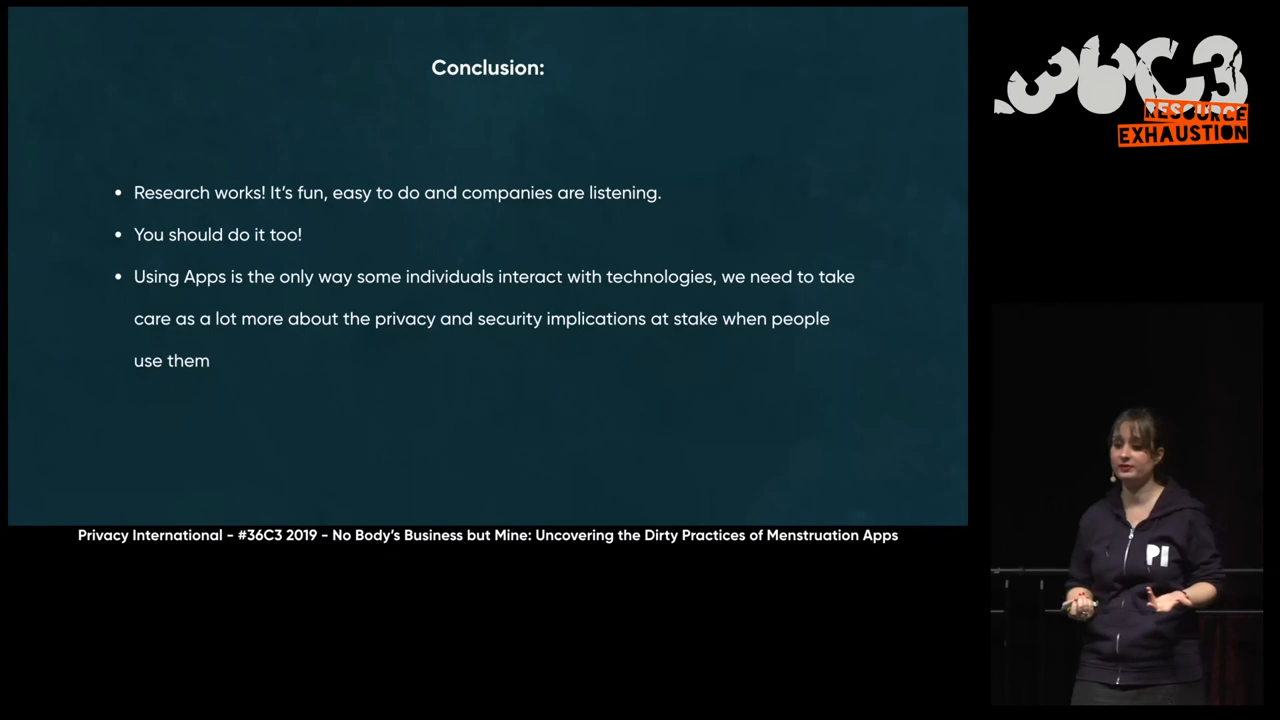 Conclusion:
• Research works! It's fun, easy to do and companies are listening.
• You should do it too!
• Using Apps is the only way some individuals interact with technologies, we need to take
care as a lot more about the privacy and security implications at stake when people
use them
Privacy International - #36C3 2019 - No Body's Business but Mine: Uncovering the Dirty Practices of Menstruation Apps
36C3
RESOURCE
EXHAUSTION
PI